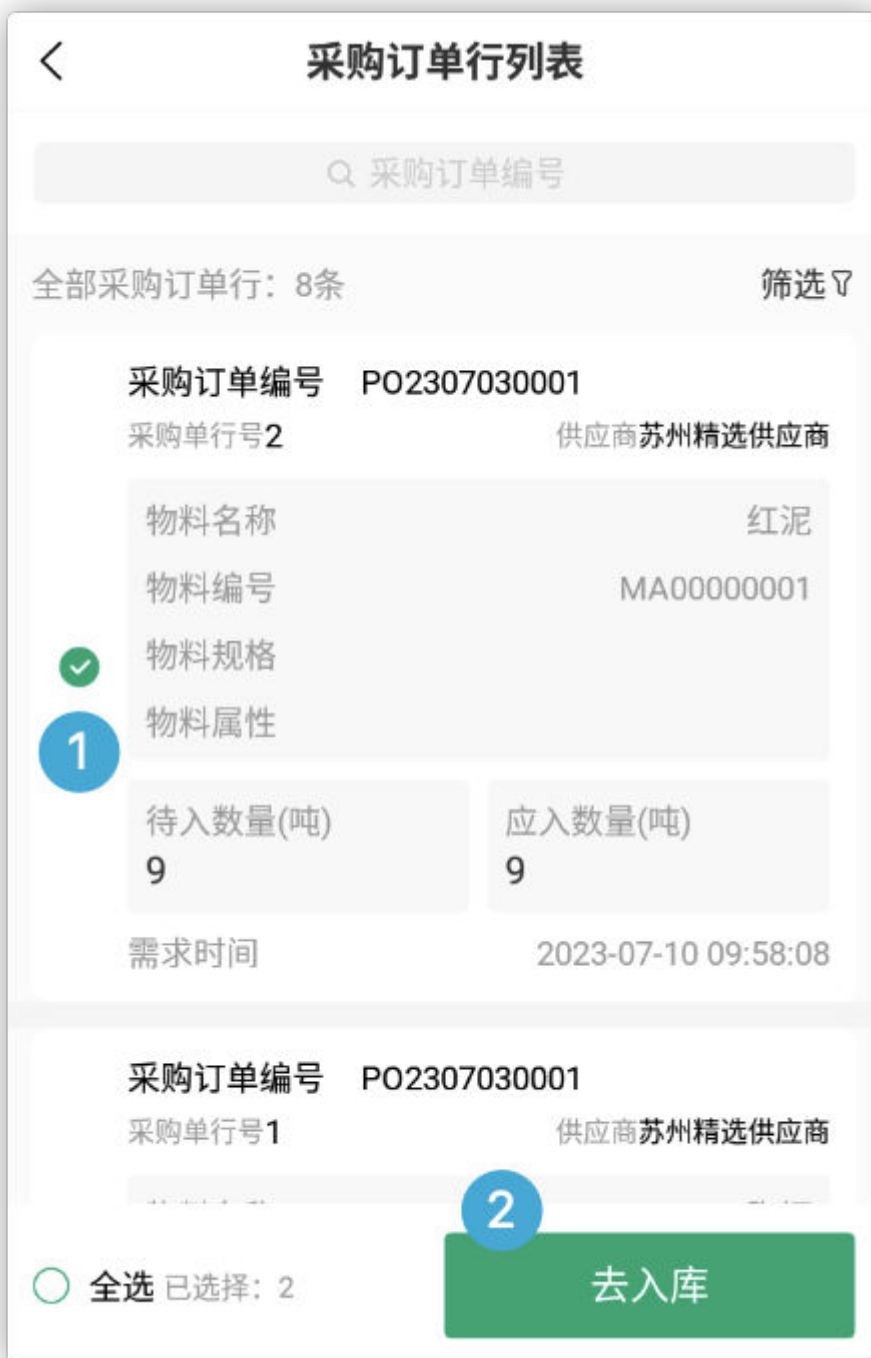 采购订单行列表
采购订单编号
全部采购订单行：8条 筛选
采购订单编号 PO2307030001
采购单行号2 供应商苏州精选供应商
物料名称 红泥
物料编号 MA00000001
物料规格
物料属性
1
待入数量(吨) 应入数量(吨)
9 9
需求时间 2023-07-10 09:58:08
采购订单编号 PO2307030001
采购单行号1 供应商苏州精选供应商
2
全选 已选择：2 去入库